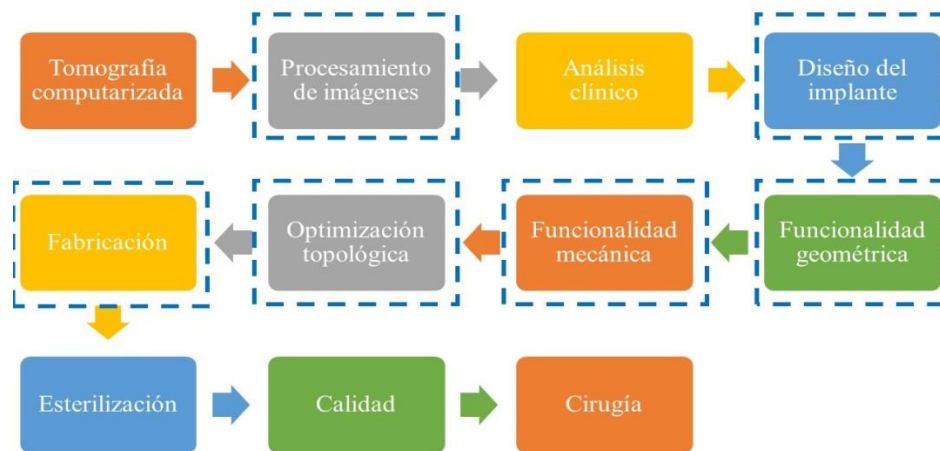 Tomografía
computarizada
Procesamiento
de imágenes
Análisis
clínico
Diseño del
implante
Funcionalidad
geométrica
Funcionalidad
mecánica
Optimización
topológica
Fabricación
Esterilización
Calidad
Cirugía